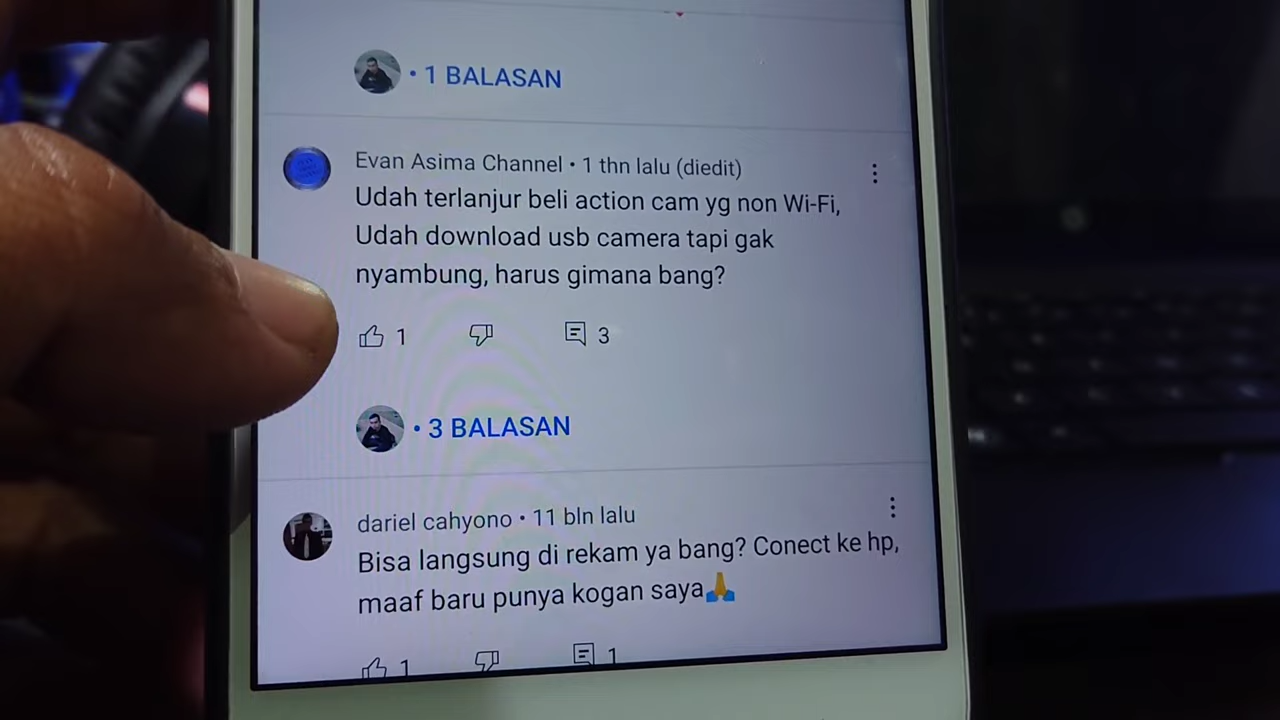 • 1 BALASAN
Evan Asima Channel • 1 thn lalu (diedit)
Udah terlanjur beli action cam yg non Wi-Fi,
Udah download usb camera tapi gak
nyambung, harus gimana bang?
1 3
• 3 BALASAN
dariel cahyono • 11 bln lalu
Bisa langsung di rekam ya bang? Conect ke hp,
maaf baru punya kogan saya🙏
1 1